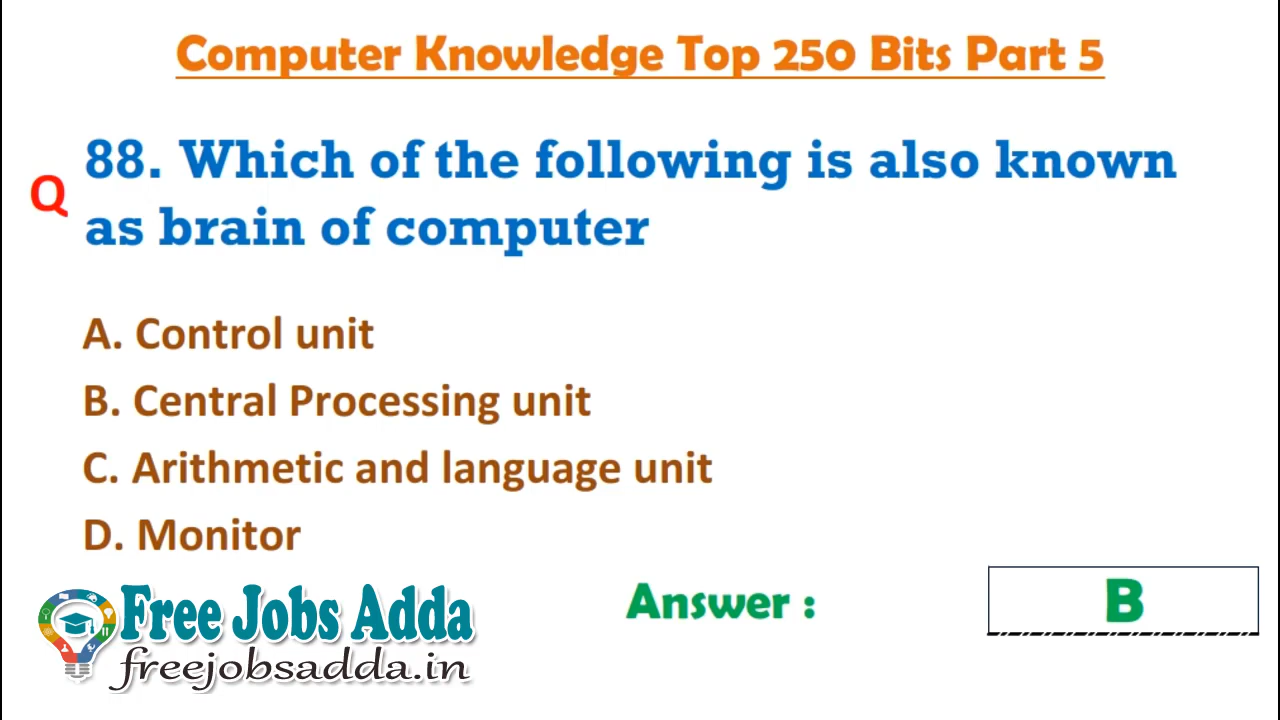 Computer Knowledge Top 250 Bits Part 5
Q
88. Which of the following is also known
as brain of computer
A. Control unit
B. Central Processing unit
C. Arithmetic and language unit
D. Monitor
Free Jobs Adda
freejobsadda.in
Answer :
B